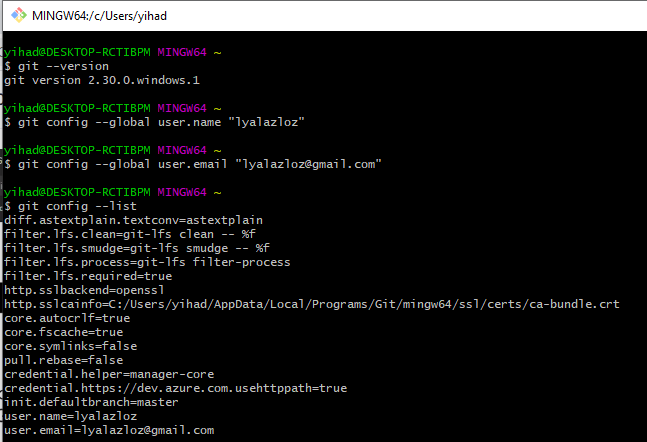 MINGW64:/c/Users/yihad
yihad@DESKTOP-RCTIBPM MINGW64 ~
$ git --version
git version 2.30.0.windows.1
yihad@DESKTOP-RCTIBPM MINGW64 ~
$ git config --global user.name "lyalazloz"
yihad@DESKTOP-RCTIBPM MINGW64 ~
$ git config --global user.email "lyalazloz@gmail.com"
yihad@DESKTOP-RCTIBPM MINGW64 ~
$ git config --list
diff.astextplain.textconv=astextplain
filter.lfs.clean=git-lfs clean -- %f
filter.lfs.smudge=git-lfs smudge -- %f
filter.lfs.process=git-lfs filter-process
filter.lfs.required=true
http.sslbackend=openssl
http.sslcainfo=C:/Users/yihad/AppData/Local/Programs/Git/mingw64/ssl/certs/ca-bundle.crt
core.autocrlf=true
core.fscache=true
core.symlinks=false
pull.rebase=false
credential.helper=manager-core
credential.https://dev.azure.com.usehttppath=true
init.defaultbranch=master
user.name=lyalazloz
user.email=lyalazloz@gmail.com